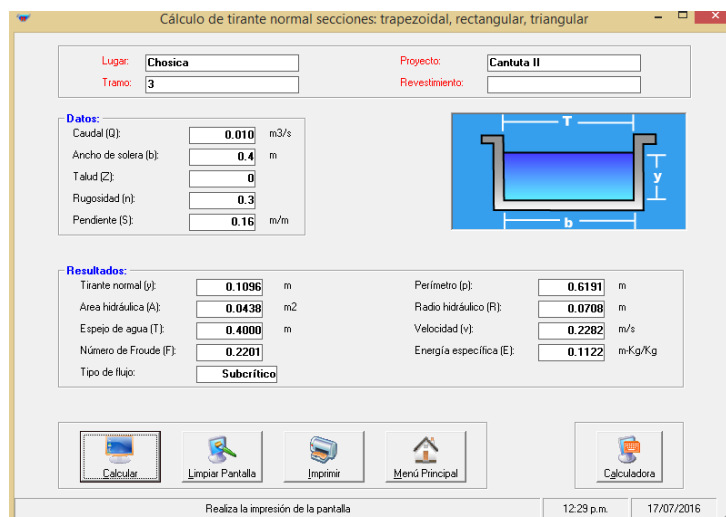 Cálculo de tirante normal secciones: trapezoidal, rectangular, triangular
Lugar: Chosica Proyecto: Cantuta II
Tramo: 3 Revestimiento:
Datos:
Caudal (Q): 0.010 m3/s
Ancho de solera (b): 0.4 m
Talud (Z): 0
Rugosidad (n): 0.3
Pendiente (S): 0.16 m/m
T
y
b
Resultados:
Tirante normal (y): 0.1096 m Perímetro (p): 0.6191 m
Area hidráulica (A): 0.0438 m2 Radio hidráulico (R): 0.0708 m
Espejo de agua (T): 0.4000 m Velocidad (v): 0.2282 m/s
Número de Froude (F): 0.2201 Energía específica (E): 0.1122 m-Kg/Kg
Tipo de flujo: Subcrítico
Calcular Limpiar Pantalla Imprimir Menú Principal Calculadora
Realiza la impresión de la pantalla 12:29 p.m. 17/07/2016